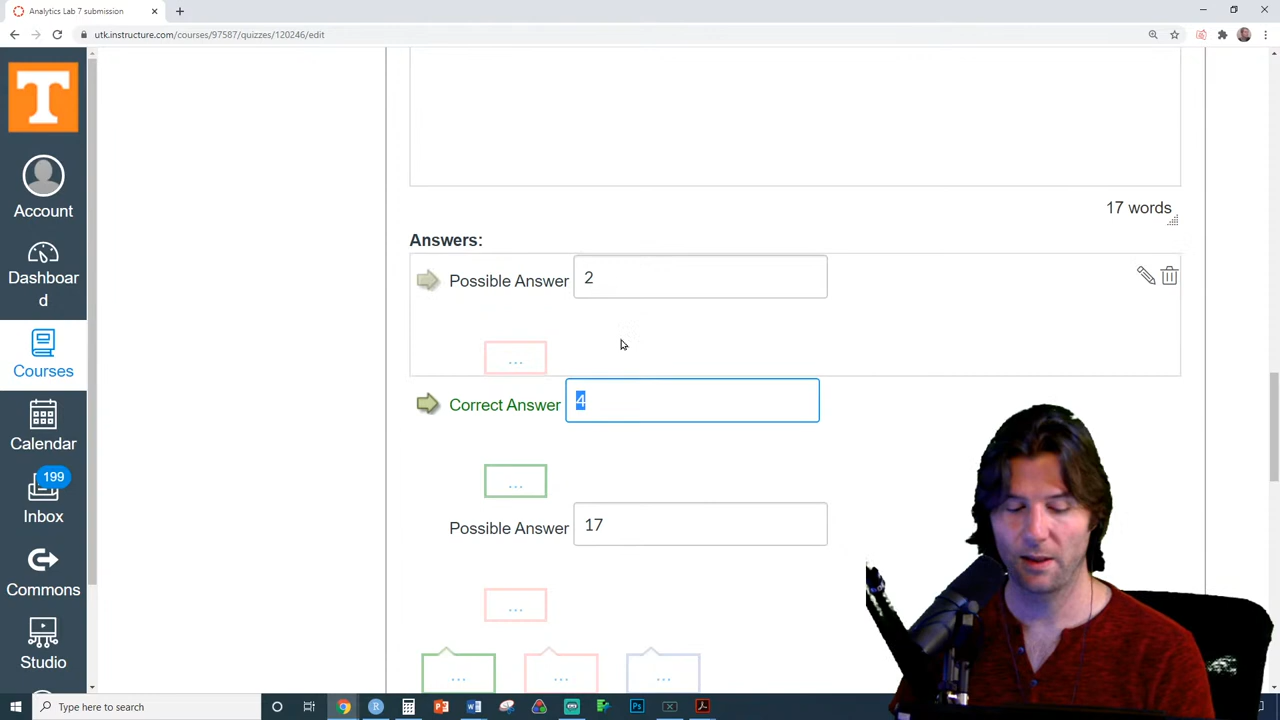 Analytics Lab 7 submission
utk.instructure.com/courses/97587/quizzes/120246/edit
T
Account
Dashboar
d
Courses
Calendar
199
Inbox
Commons
Studio
17 words
Answers:
Possible Answer 2
...
Correct Answer 4
...
Possible Answer 17
...
... ... ...
Type here to search